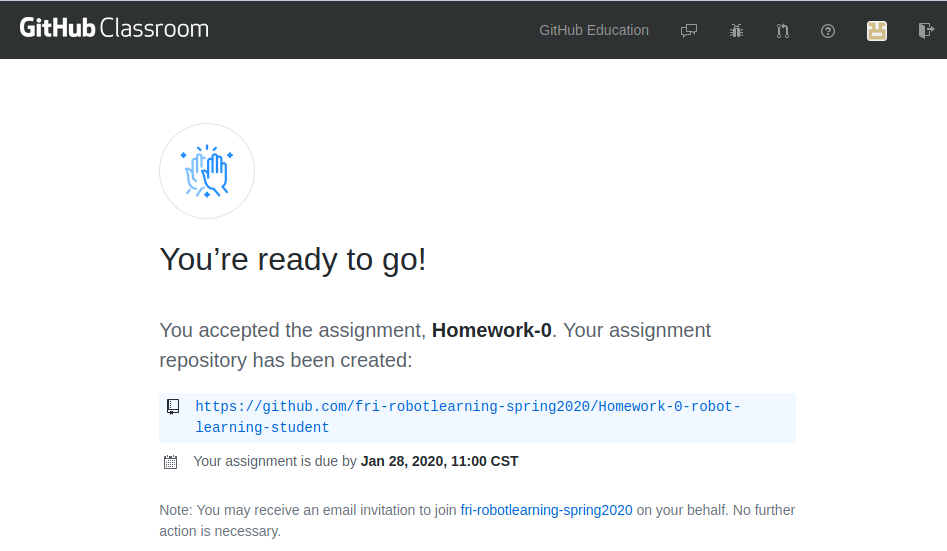 GitHub Classroom
GitHub Education
You’re ready to go!
You accepted the assignment, Homework-0. Your assignment
repository has been created:
https://github.com/fri-robotlearning-spring2020/Homework-0-robot-
learning-student
Your assignment is due by Jan 28, 2020, 11:00 CST
Note: You may receive an email invitation to join fri-robotlearning-spring2020 on your behalf. No further
action is necessary.